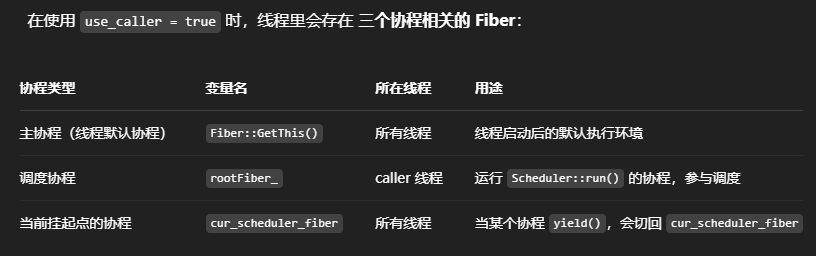 在使用 use_caller = true 时，线程里会存在 三个协程相关的 Fiber：
协程类型 变量名 所在线程 用途
主协程（线程默认协程） Fiber::GetThis() 所有线程 线程启动后的默认执行环境
调度协程 rootFiber_ caller 线程 运行 Scheduler::run() 的协程，参与调度
当前挂起点的协程 cur_scheduler_fiber 所有线程 当某个协程 yield()，会切回 cur_scheduler_fiber